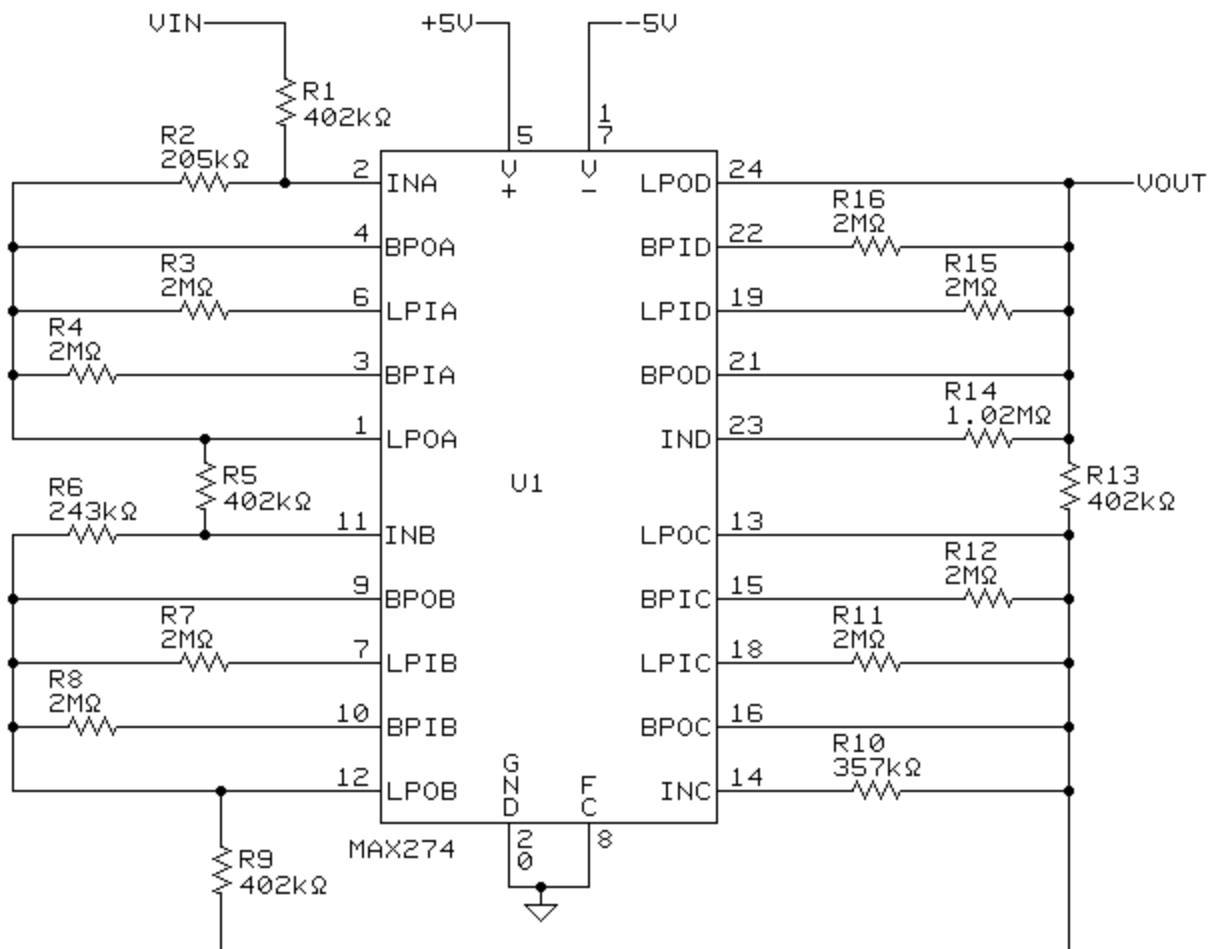 VIN
+5V
-5V
R1
402kΩ
R2
205kΩ
5
17
2
INA
V+
V-
LPOD
24
VOUT
4
BPOA
BPID
22
R16
2MΩ
R3
2MΩ
6
LPIA
LPID
19
R15
2MΩ
R4
2MΩ
3
BPIA
BPOD
21
1
LPOA
IND
23
R14
1.02MΩ
R5
402kΩ
U1
R13
402kΩ
R6
243kΩ
11
INB
LPOC
13
9
BPOB
BPIC
15
R12
2MΩ
R7
2MΩ
7
LPIB
LPIC
18
R11
2MΩ
R8
2MΩ
10
BPIB
BPOC
16
12
LPOB
GND
FC
INC
14
R10
357kΩ
MAX274
20
8
R9
402kΩ